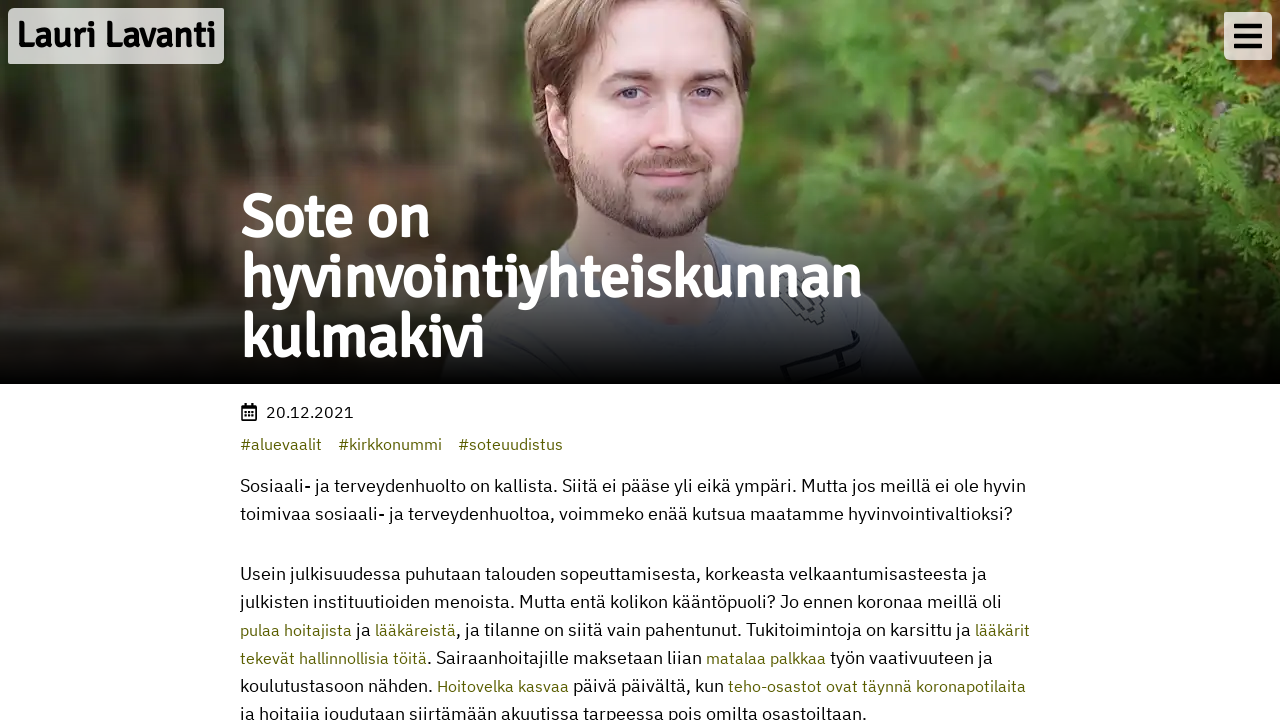 Lauri Lavanti
Sote on
hyvinvointiyhteiskunnan
kulmakivi
20.12.2021
#aluevaalit #kirkkonummi #soteuudistus
Sosiaali- ja terveydenhuolto on kallista. Siitä ei pääse yli eikä ympäri. Mutta jos meillä ei ole hyvin
toimivaa sosiaali- ja terveydenhuoltoa, voimmeko enää kutsua maatamme hyvinvointivaltioksi?
Usein julkisuudessa puhutaan talouden sopeuttamisesta, korkeasta velkaantumisasteesta ja
julkisten instituutioiden menoista. Mutta entä kolikon kääntöpuoli? Jo ennen koronaa meillä oli
pulaa hoitajista ja lääkäreistä, ja tilanne on siitä vain pahentunut. Tukitoimintoja on karsittu ja lääkärit
tekevät hallinnollisia töitä. Sairaanhoitajille maksetaan liian matalaa palkkaa työn vaativuuteen ja
koulutustasoon nähden. Hoitovelka kasvaa päivä päivältä, kun teho-osastot ovat täynnä koronapotilaita
ja hoitajia joudutaan siirtämään akuutissa tarpeessa pois omilta osastoiltaan.